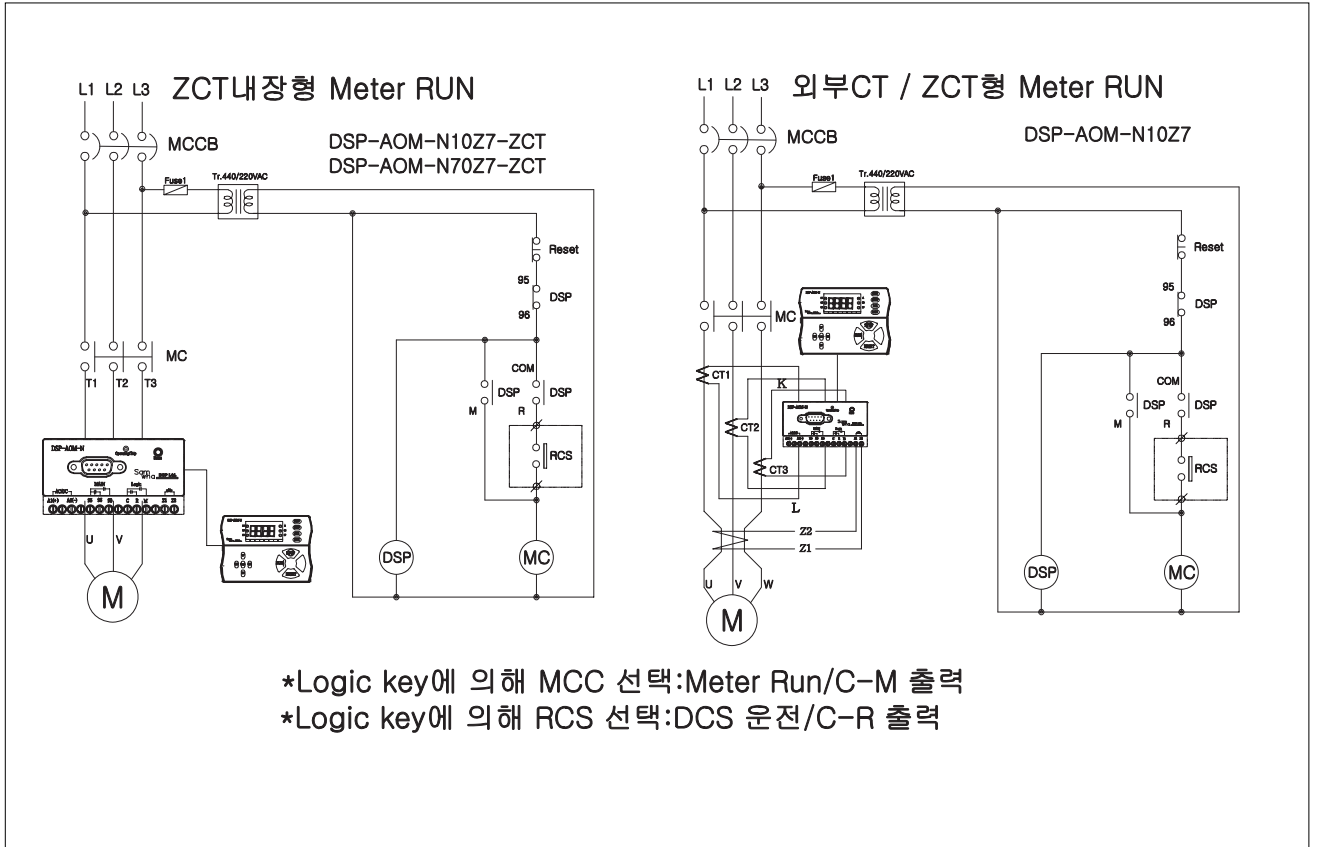 ZCT내장형 Meter RUN
L1 L2 L3
MCCB
DSP-AOM-N10Z7-ZCT
DSP-AOM-N70Z7-ZCT
Fuse1
Tr.440/220VAC
Reset
95
DSP
96
MC
T1 T2 T3
COM
DSP
DSP
M
R
RCS
DSP-AOM-N
U V
DSP
MC
M
외부CT / ZCT형 Meter RUN
L1 L2 L3
MCCB
DSP-AOM-N10Z7
Fuse1
Tr.440/220VAC
Reset
95
DSP
96
MC
CT1
K
CT2
CT3
L
COM
DSP
DSP
M
R
RCS
Z2
Z1
U V W
DSP
MC
M
*Logic key에 의해 MCC 선택:Meter Run/C-M 출력
*Logic key에 의해 RCS 선택:DCS 운전/C-R 출력